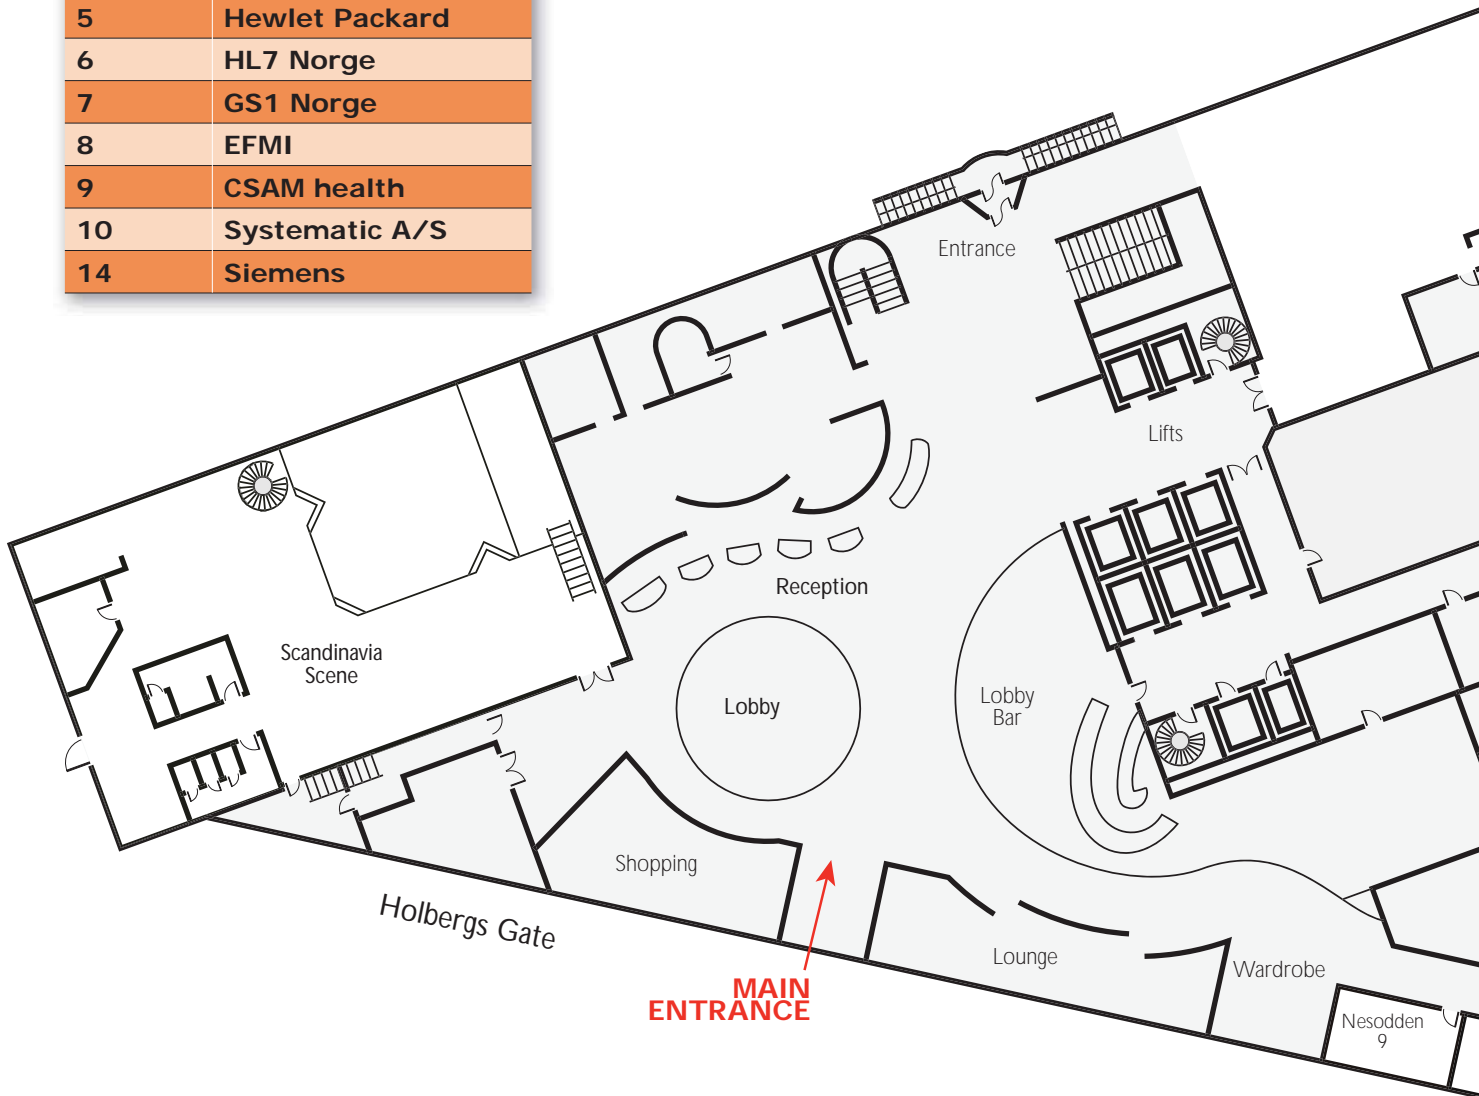 5 Hewlet Packard
6 HL7 Norge
7 GS1 Norge
8 EFMI
9 CSAM health
10 Systematic A/S
14 Siemens
Entrance
Lifts
Reception
Scandinavia
Scene
Lobby
Lobby
Bar
Shopping
Holbergs Gate
Lounge
MAIN
ENTRANCE
Wardrobe
Nesodden
9